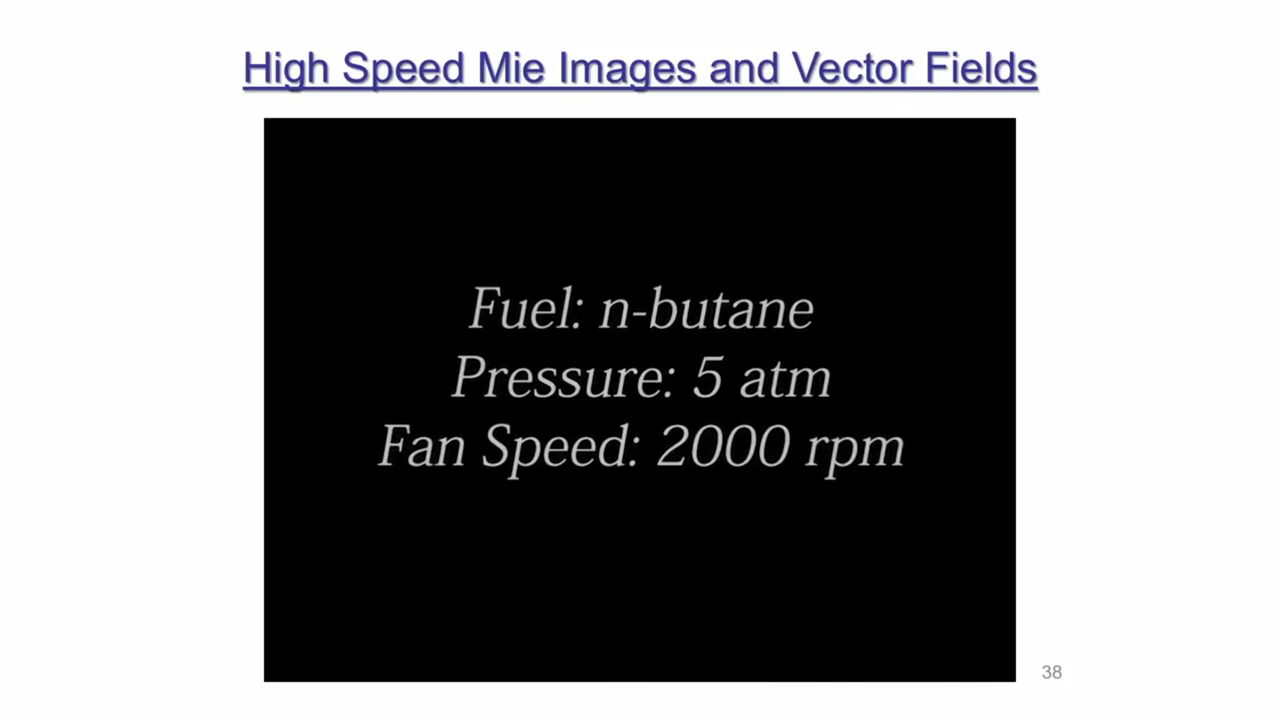 High Speed Mie Images and Vector Fields
Fuel: n-butane
Pressure: 5 atm
Fan Speed: 2000 rpm
38